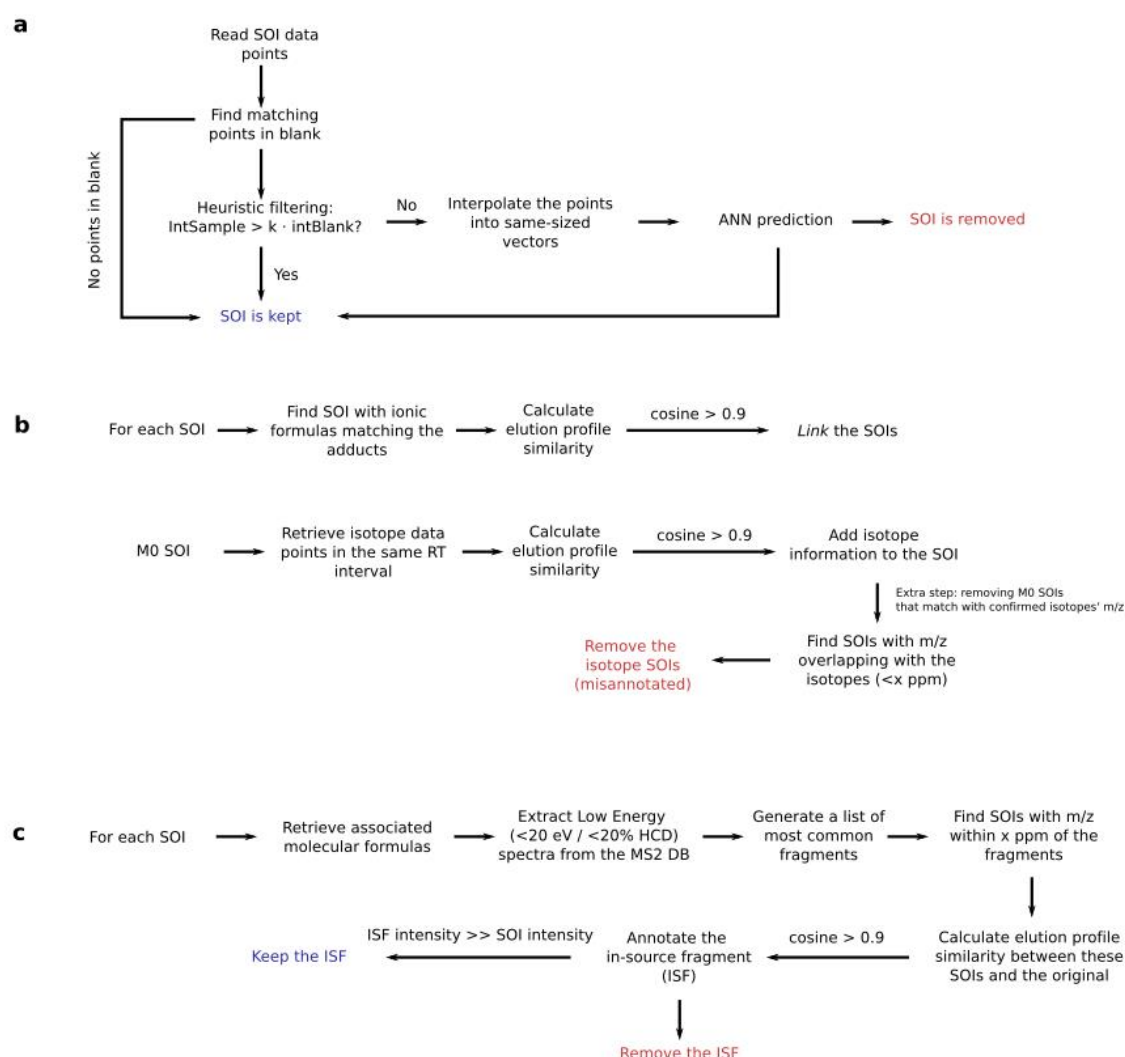 a
Read SOI data
points
Find matching
points in blank
No points in blank
Heuristic filtering:
IntSample > k · intBlank?
No
Interpolate the points
into same-sized
vectors
ANN prediction
SOI is removed
Yes
SOI is kept
b
For each SOI
Find SOI with ionic
formulas matching the
adducts
Calculate
elution profile
similarity
cosine > 0.9
Link the SOIs
M0 SOI
Retrieve isotope data
points in the same RT
interval
Calculate
elution profile
similarity
cosine > 0.9
Add isotope
information to the SOI
Extra step: removing M0 SOIs
that match with confirmed isotopes' m/z
Find SOIs with m/z
overlapping with the
isotopes (<x ppm)
Remove the
isotope SOIs
(misannotated)
c
For each SOI
Retrieve associated
molecular formulas
Extract Low Energy
(<20 eV / <20% HCD)
spectra from the MS2 DB
Generate a list of
most common
fragments
Find SOIs with m/z
within x ppm of the
fragments
Calculate elution profile
similarity between these
SOIs and the original
cosine > 0.9
Annotate the
in-source fragment
(ISF)
ISF intensity >> SOI intensity
Keep the ISF
Remove the ISF